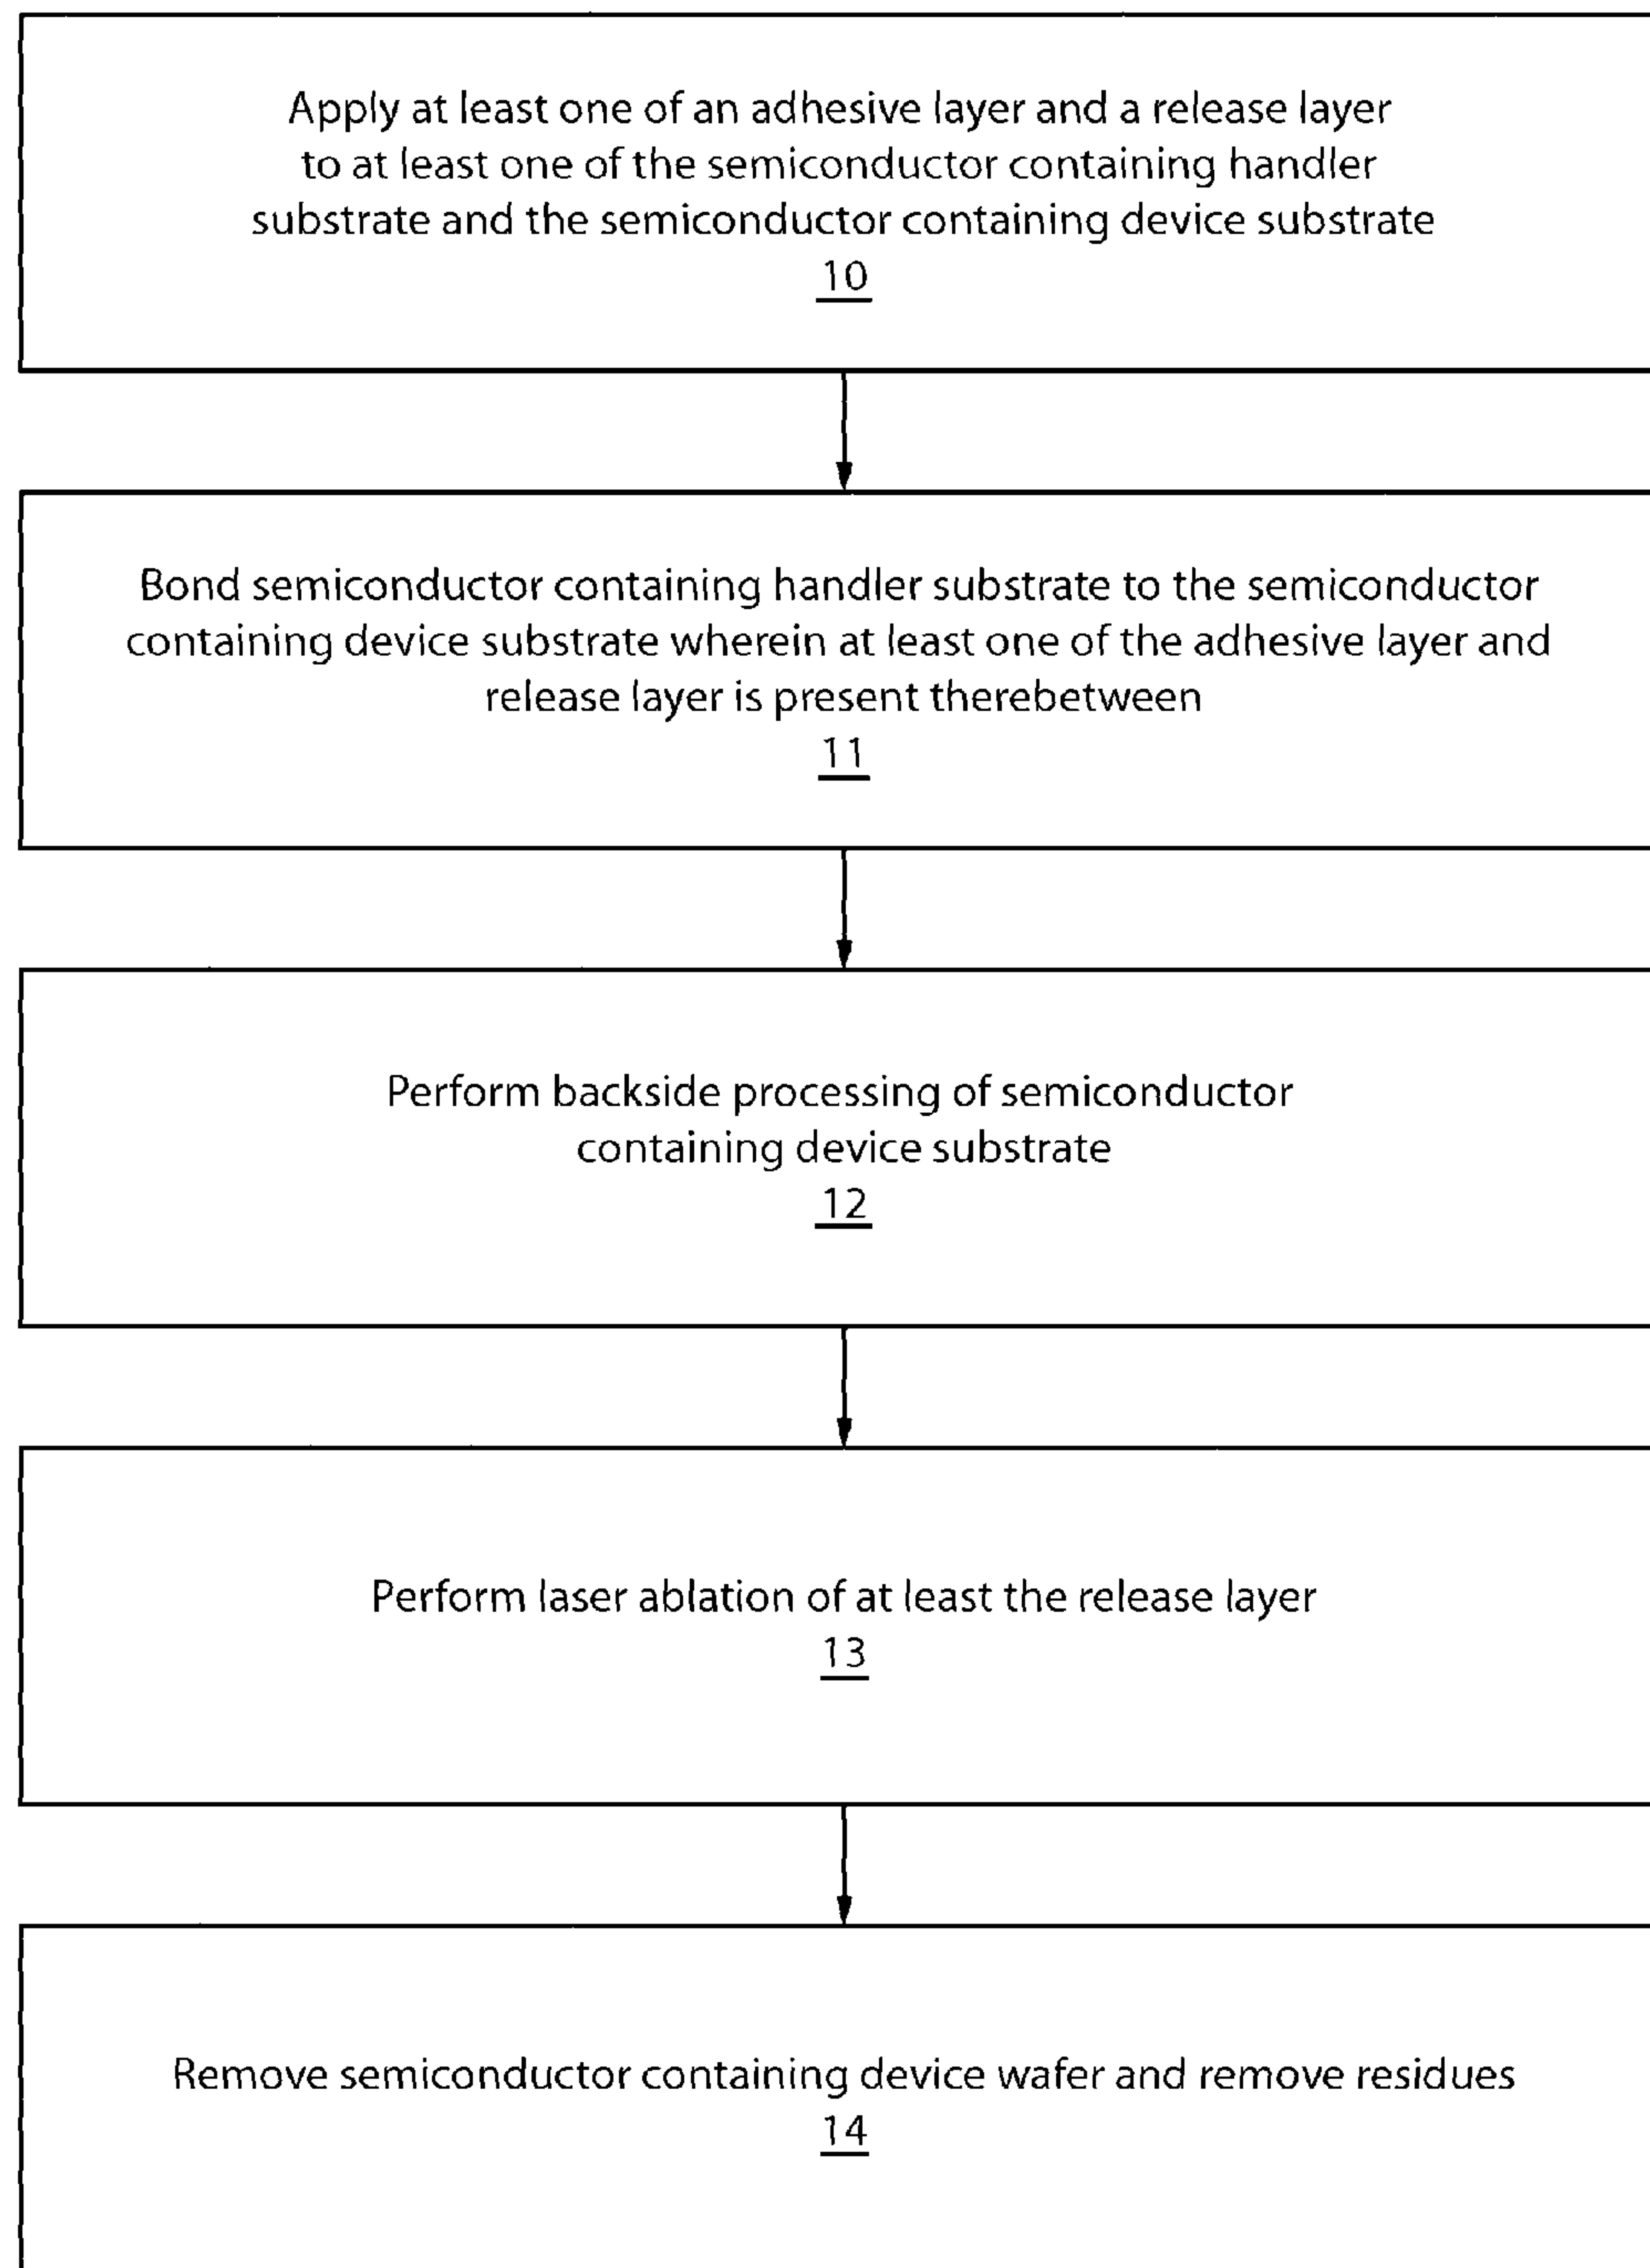 Apply at least one of an adhesive layer and a release layer
to at least one of the semiconductor containing handler
substrate and the semiconductor containing device substrate
10
Bond semiconductor containing handler substrate to the semiconductor
containing device substrate wherein at least one of the adhesive layer and
release layer is present therebetween
11
Perform backside processing of semiconductor
containing device substrate
12
Perform laser ablation of at least the release layer
13
Remove semiconductor containing device wafer and remove residues
14